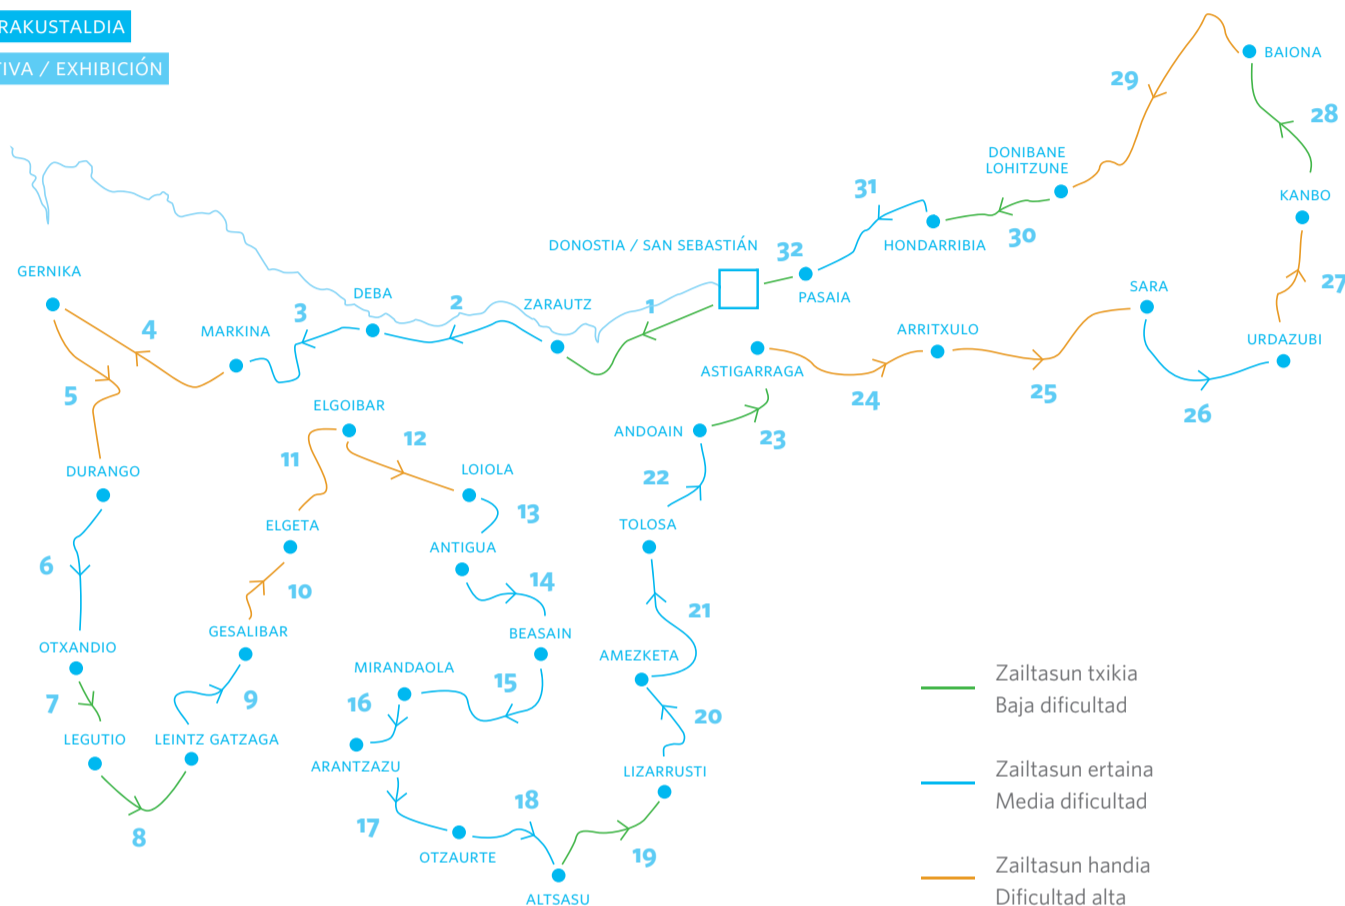 RAKUSTALDIA
TIVA / EXHIBICIÓN
BAIONA
29
28
DONIBANE
LOHITZUNE
31
KANBO
30
HONDARRIBIA
DONOSTIA / SAN SEBASTIÁN
32
PASAIA
GERNIKA
27
SARA
DEBA
2
ZARAUTZ
1
3
MARKINA
4
ARRITXULO
URDAZUBI
ASTIGARRAGA
5
24
25
26
ELGOIBAR
12
ANDOAIN
23
11
DURANGO
LOIOLA
22
13
ELGETA
TOLOSA
ANTIGUA
6
14
10
21
GESALIBAR
BEASAIN
OTXANDIO
MIRANDAOLA
AMEZKETA
15
7
9
16
20
LEGUTIO
LEINTZ GATZAGA
ARANTZAZU
LIZARRUSTI
18
17
8
OTZAURTE
19
ALTSASU
Zailtasun txikia
Baja dificultad
Zailtasun ertaina
Media dificultad
Zailtasun handia
Dificultad alta